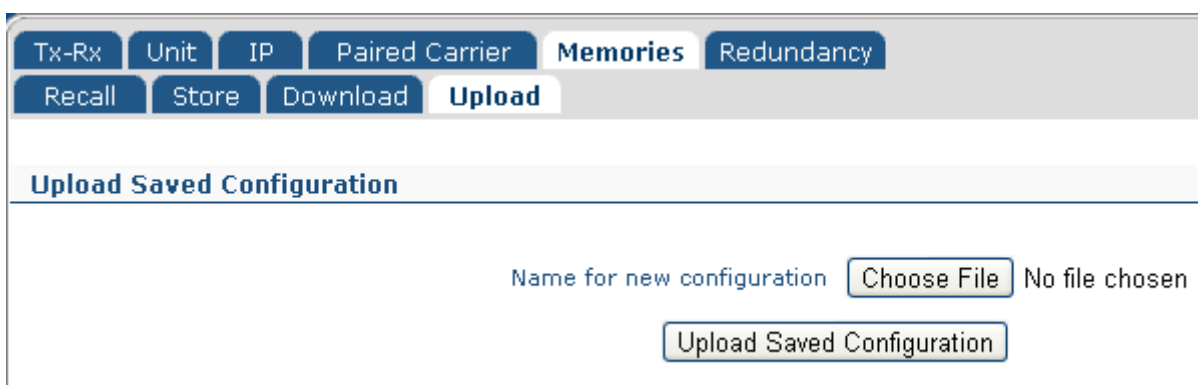 Tx-Rx Unit IP Paired Carrier Memories Redundancy
Recall Store Download Upload
Upload Saved Configuration
Name for new configuration Choose File No file chosen
Upload Saved Configuration